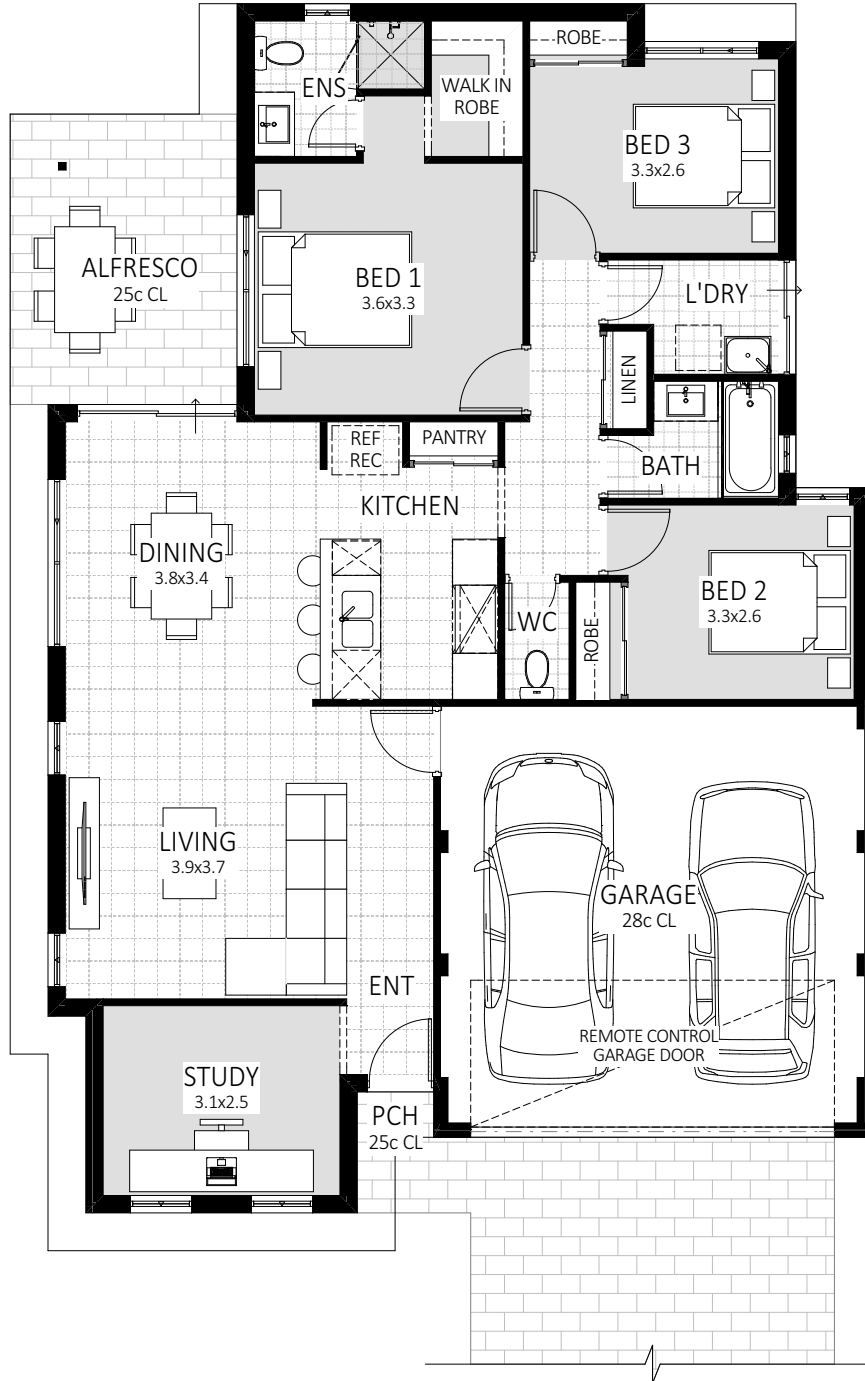 ROBE
ENS
WALK IN
ROBE
BED 3
3.3x2.6
ALFRESCO
25c CL
BED 1
3.6x3.3
L'DRY
LINEN
REF
REC
PANTRY
BATH
KITCHEN
DINING
3.8x3.4
BED 2
3.3x2.6
WC
ROBE
LIVING
3.9x3.7
GARAGE
28c CL
ENT
REMOTE CONTROL
GARAGE DOOR
STUDY
3.1x2.5
PCH
25c CL